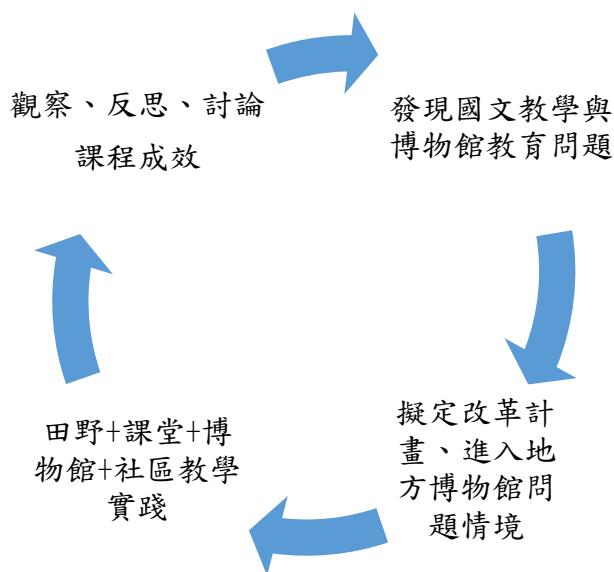 觀察、反思、討論
課程成效
發現國文教學與
博物館教育問題
田野+課堂+博
物館+社區教學
實踐
擬定改革計
畫、進入地
方博物館問
題情境